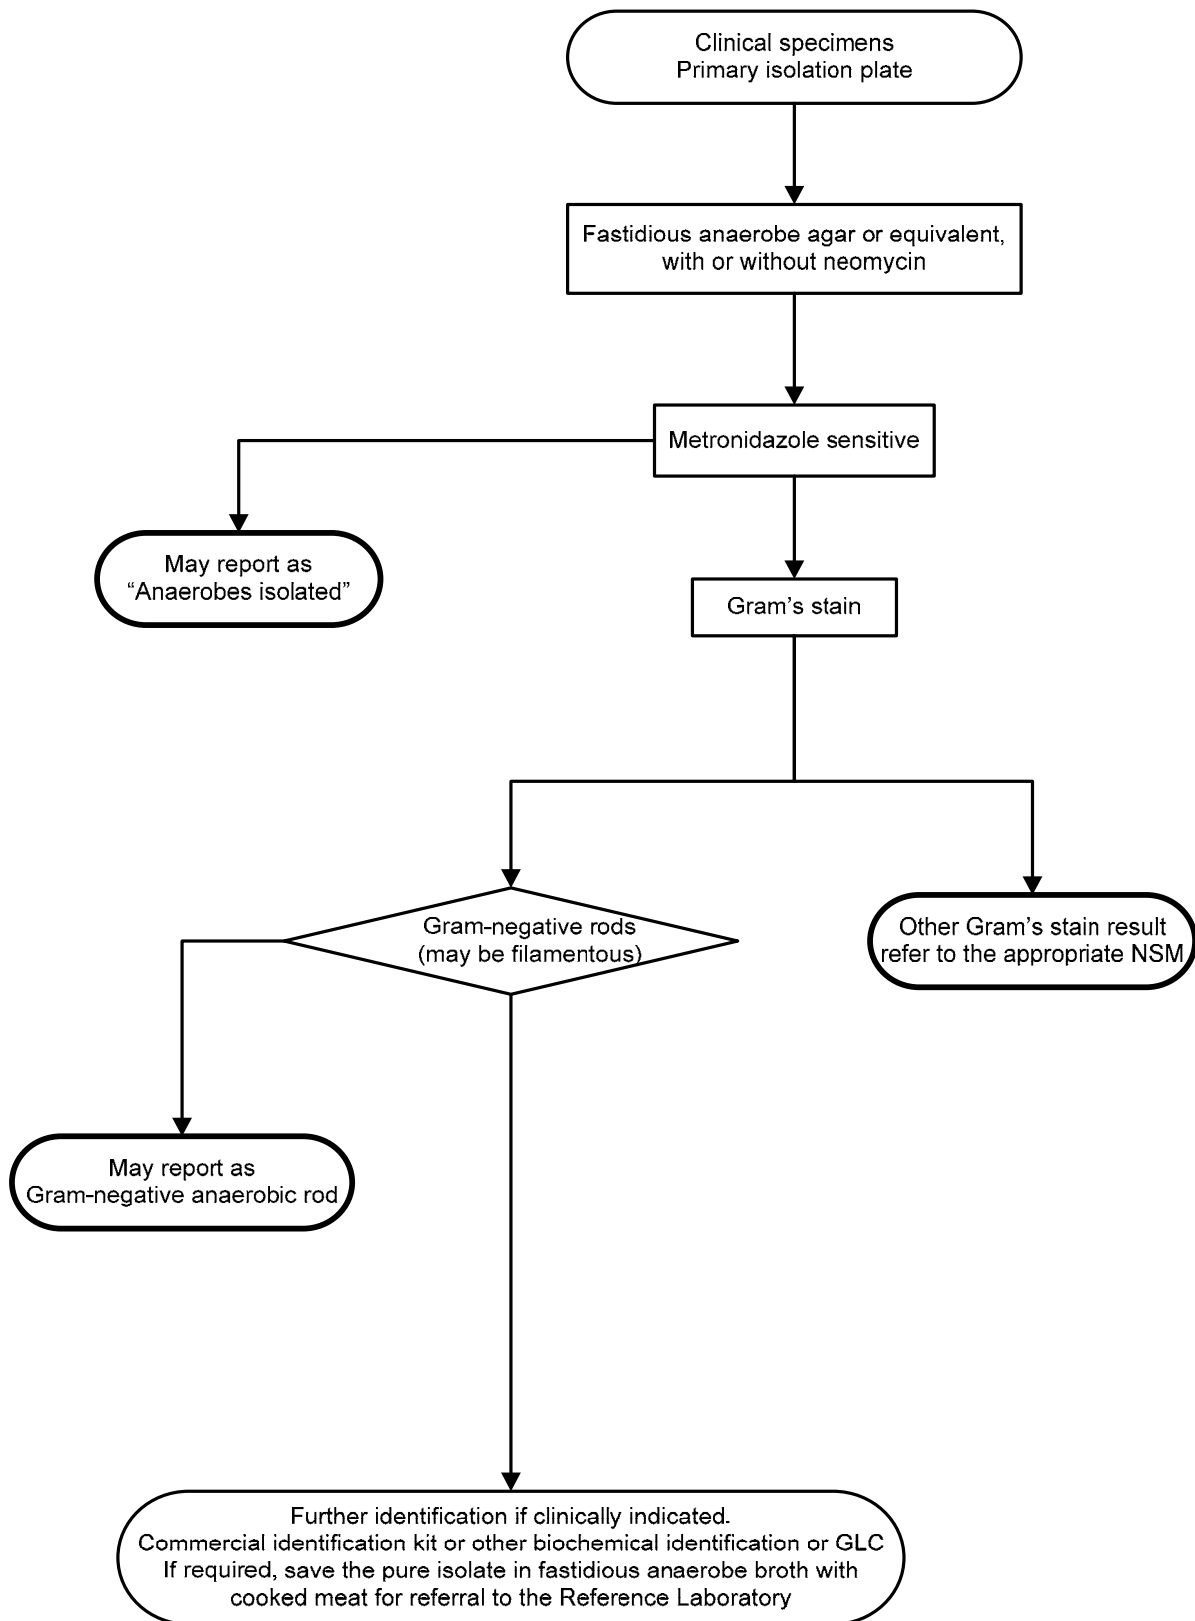 Clinical specimens
Primary isolation plate
Fastidious anaerobe agar or equivalent,
with or without neomycin
Metronidazole sensitive
May report as
“Anaerobes isolated”
Gram’s stain
Gram-negative rods
(may be filamentous)
Other Gram’s stain result
refer to the appropriate NSM
May report as
Gram-negative anaerobic rod
Further identification if clinically indicated.
Commercial identification kit or other biochemical identification or GLC
If required, save the pure isolate in fastidious anaerobe broth with
cooked meat for referral to the Reference Laboratory